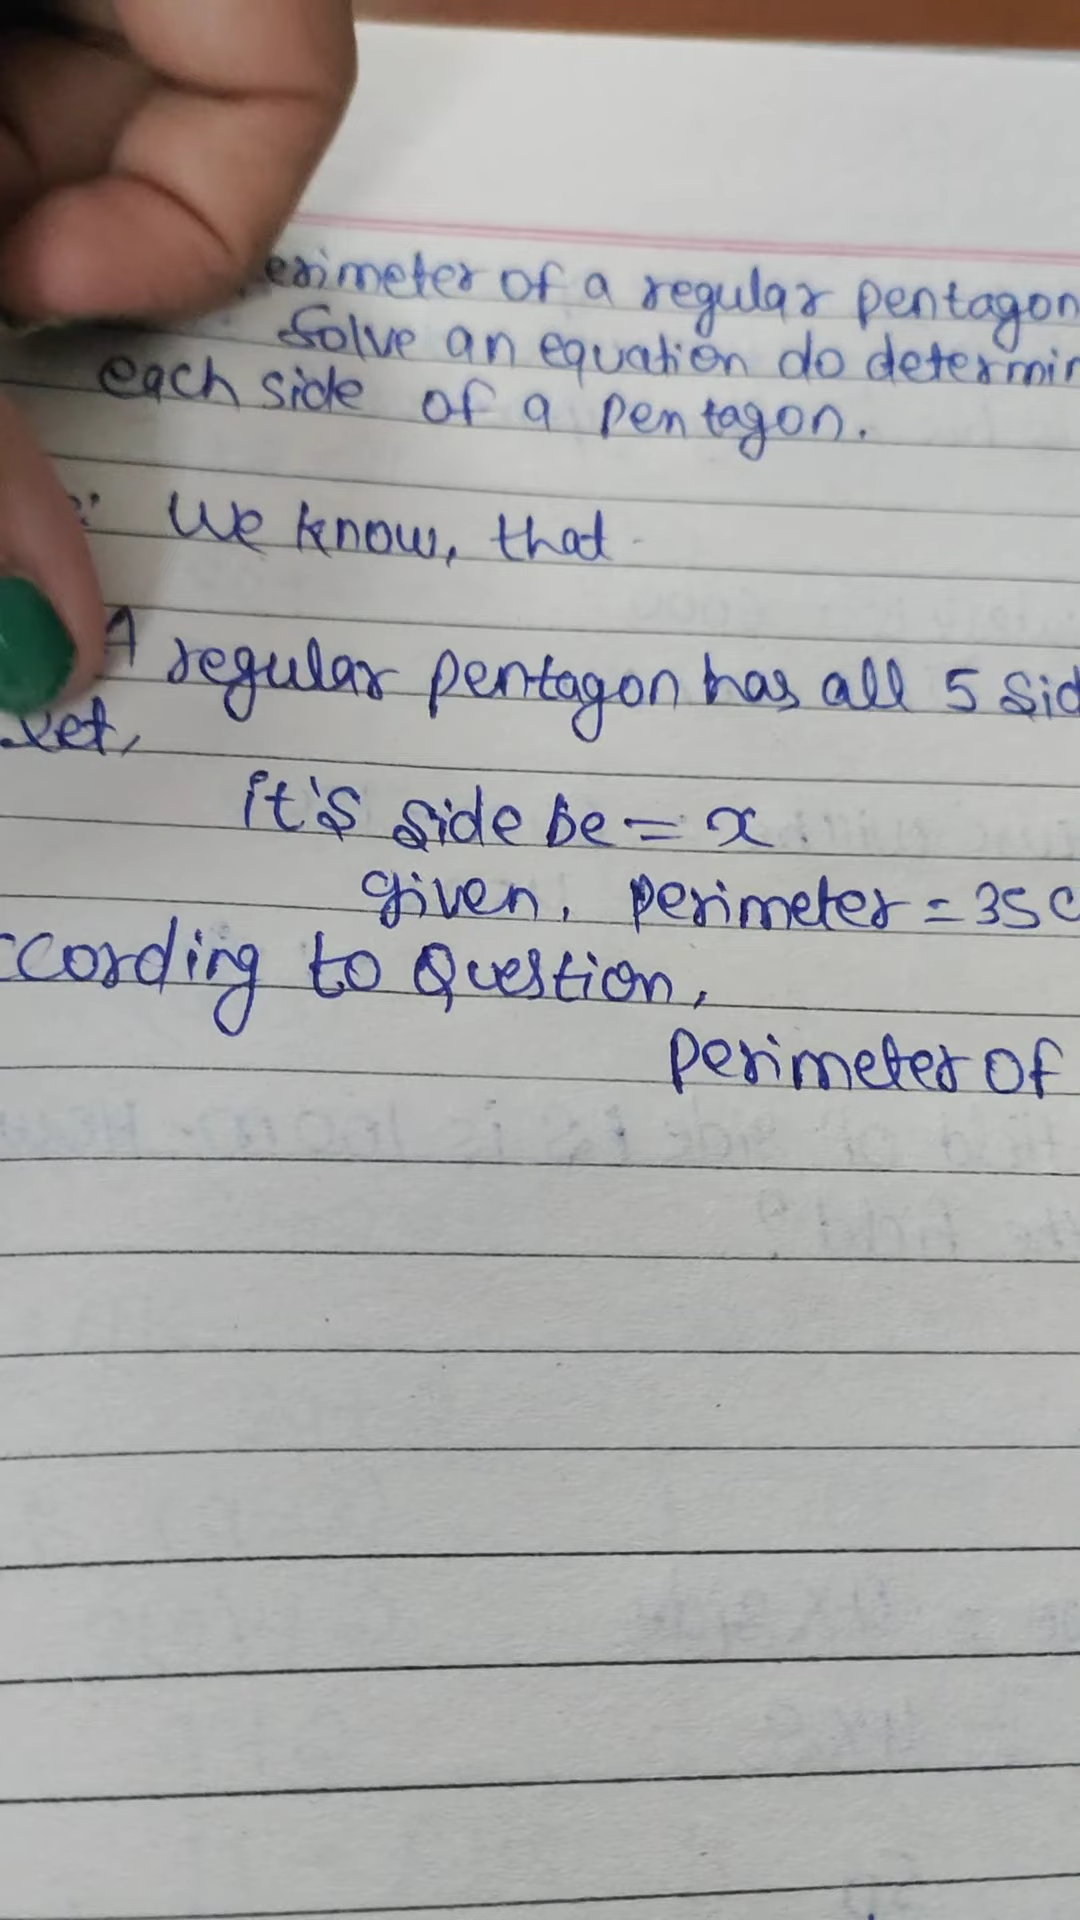 erimeter of a regular pentagon
Solve an equation do determin
each side of a pentagon.
We know, that
A regular pentagon has all 5 sid
Let,
it's side be = x
given, perimeter = 35 c
ccording to Question,
Perimeter of